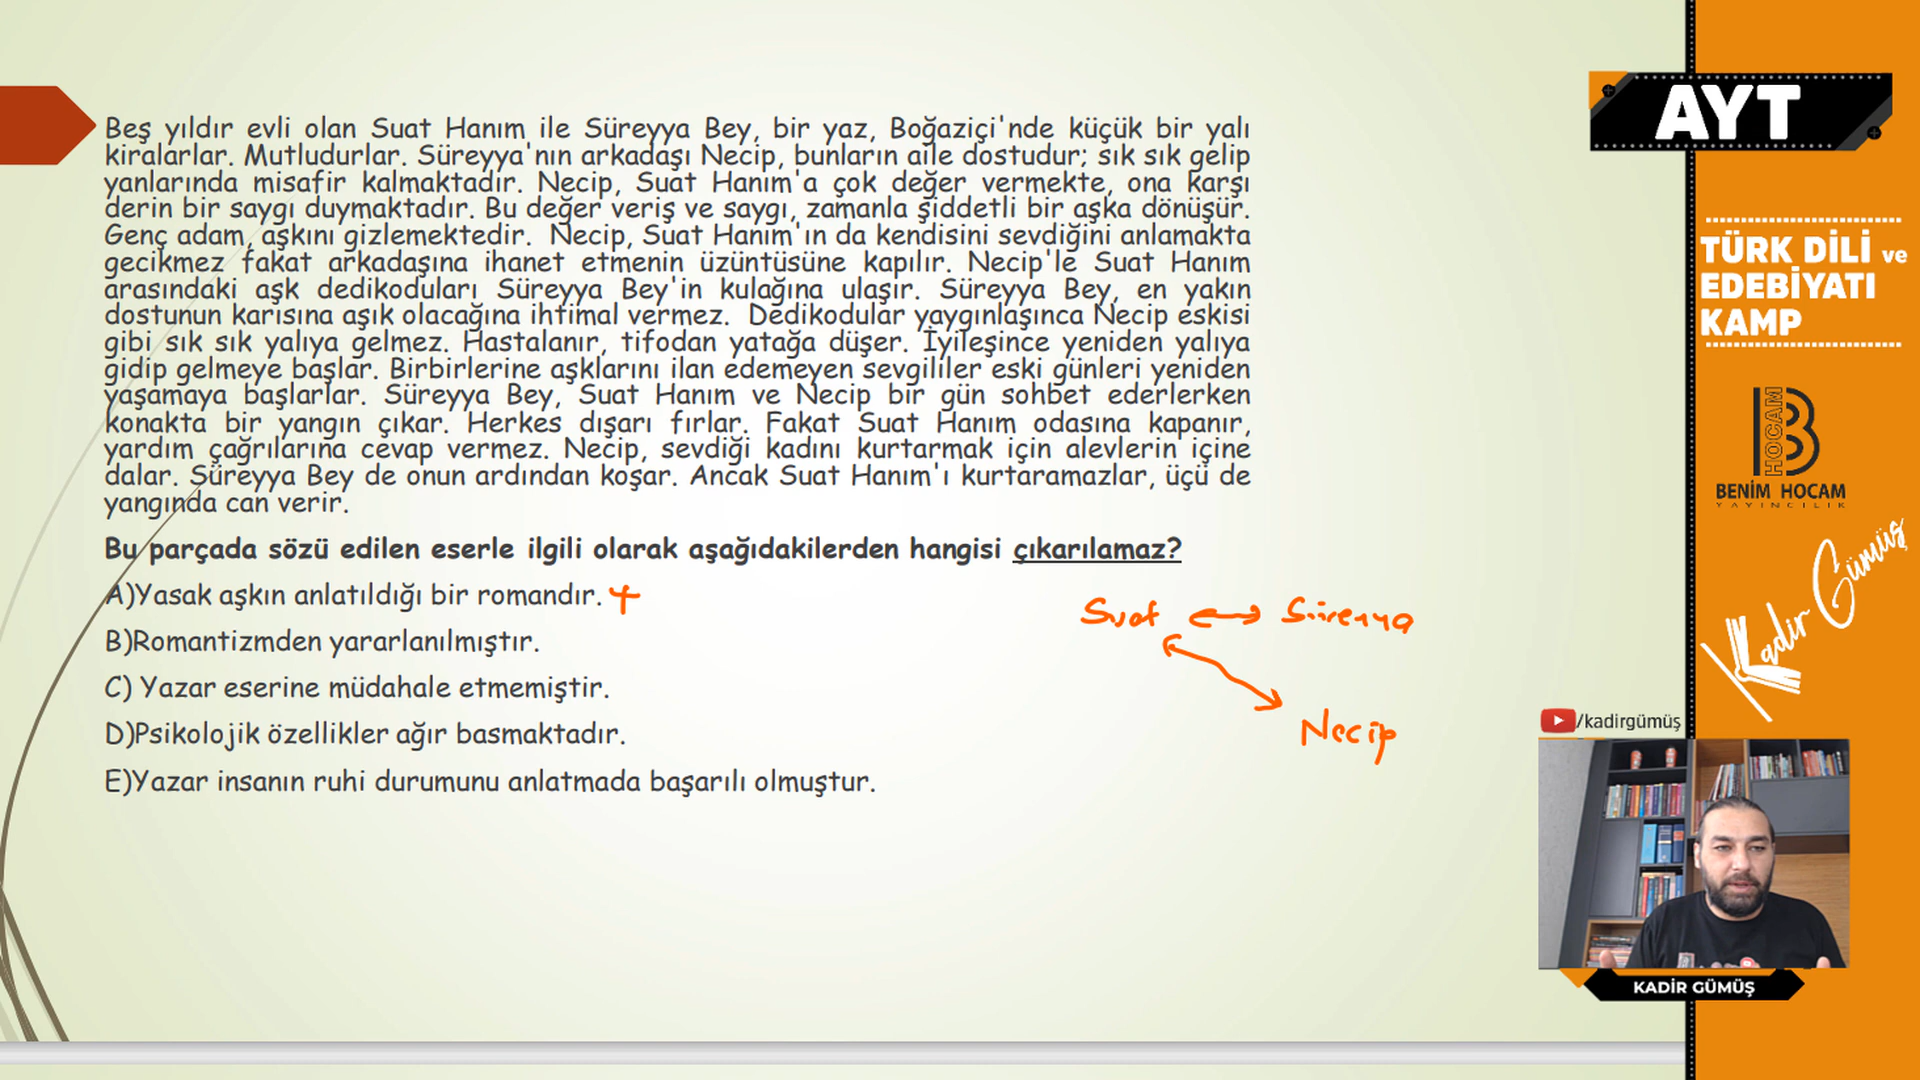 Beş yıldır evli olan Suat Hanım ile Süreyya Bey, bir yaz, Boğaziçi'nde küçük bir yalı
kiralarlar. Mutludurlar. Süreyya'nın arkadaşı Necip, bunların aile dostudur; sık sık gelip
yanlarında misafir kalmaktadır. Necip, Suat Hanım'a çok değer vermekte, ona karşı
derin bir saygı duymaktadır. Bu değer veriş ve saygı, zamanla şiddetli bir aşka dönüşür.
Genç adam, aşkını gizlemektedir. Necip, Suat Hanım'ın da kendisini sevdiğini anlamakta
gecikmez fakat arkadaşına ihanet etmenin üzüntüsüne kapılır. Necip'le Suat Hanım
arasındaki aşk dedikoduları Süreyya Bey'in kulağına ulaşır. Süreyya Bey, en yakın
dostunun karısına aşık olacağına ihtimal vermez. Dedikodular yaygınlaşınca Necip eskisi
gibi sık sık yalıya gelmez. Hastalanır, tifodan yatağa düşer. İyileşince yeniden yalıya
gidip gelmeye başlar. Birbirlerine aşklarını ilan edemeyen sevgililer eski günleri yeniden
yaşamaya başlarlar. Süreyya Bey, Suat Hanım ve Necip bir gün sohbet ederlerken
konakta bir yangın çıkar. Herkes dışarı fırlar. Fakat Suat Hanım odasına kapanır,
yardım çağrılarına cevap vermez. Necip, sevdiği kadını kurtarmak için alevlerin içine
dalar. Süreyya Bey de onun ardından koşar. Ancak Suat Hanım'ı kurtaramazlar, üçü de
yangında can verir.
Bu parçada sözü edilen eserle ilgili olarak aşağıdakilerden hangisi çıkarılamaz?
A)Yasak aşkın anlatıldığı bir romandır. +
B)Romantizmden yararlanılmıştır.
C) Yazar eserine müdahale etmemiştir.
D)Psikolojik özellikler ağır basmaktadır.
E)Yazar insanın ruhi durumunu anlatmada başarılı olmuştur.
Suat ↔ Süreyya
Necip
AYT
TÜRK DİLİ ve
EDEBİYATI
KAMP
HOCAM
B
BENİM HOCAM
YAYINCILIK
Kadir Gümüş
/kadirgümüş
KADİR GÜMÜŞ